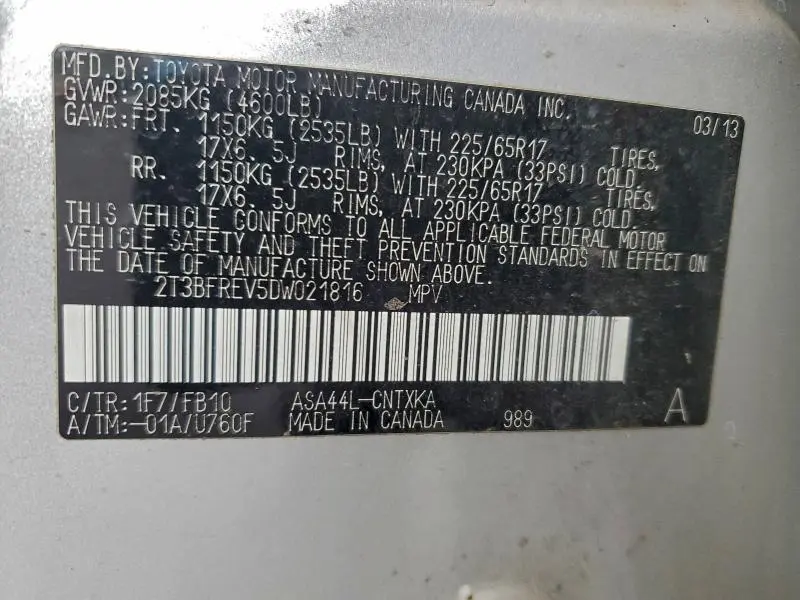 MFD.BY:TOYOTA MOTOR MANUFACTURING CANADA INC.
GVWR:2085KG (4600LB) 03/13
GAWR:FRT. 1150KG (2535LB) WITH 225/65R17 TIRES,
17X6. 5J RIMS, AT 230KPA (33PSI) COLD.
RR. 1150KG (2535LB) WITH 225/65R17 TIRES,
17X6. 5J RIMS, AT 230KPA (33PSI) COLD.
THIS VEHICLE CONFORMS TO ALL APPLICABLE FEDERAL MOTOR
VEHICLE SAFETY AND THEFT PREVENTION STANDARDS IN EFFECT ON
THE DATE OF MANUFACTURE SHOWN ABOVE.
2T3BFREV5DW021816 MPV
C/TR:1F7/FB10 ASA44L-CNTXKA A
A/TM:-01A/U760F MADE IN CANADA 989